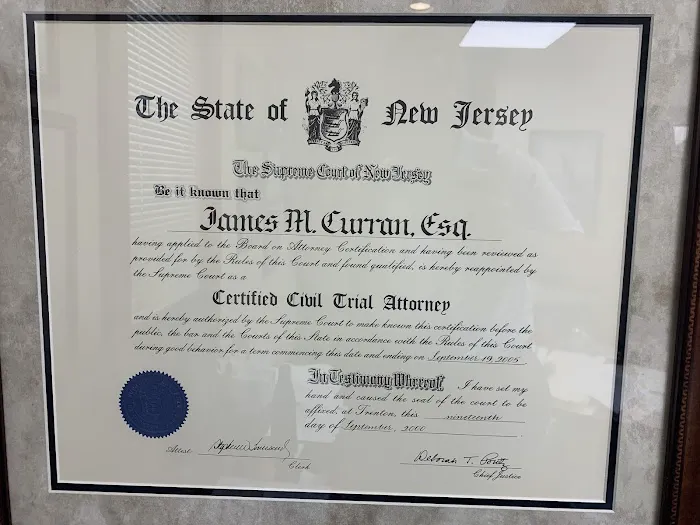 The State of New Jersey
The Supreme Court of New Jersey
Be it known that
James M. Curran, Esq.
having applied to the Board on Attorney Certification and having been reviewed as
provided for by the Rules of this Court and found qualified, is hereby reappointed by
the Supreme Court as a
Certified Civil Trial Attorney
and is hereby authorized by the Supreme Court to make known this certification before the
public, the bar and the Courts of this State in accordance with the Rules of this Court
during good behavior for a term commencing this date and ending on September 19, 2005.
In Testimony Whereof I have set my
hand and caused the seal of the court to be
affixed, at Trenton, this nineteenth
day of September, 2000
Attest Stephen Townsend
Clerk
Deborah T. Poritz
Chief Justice